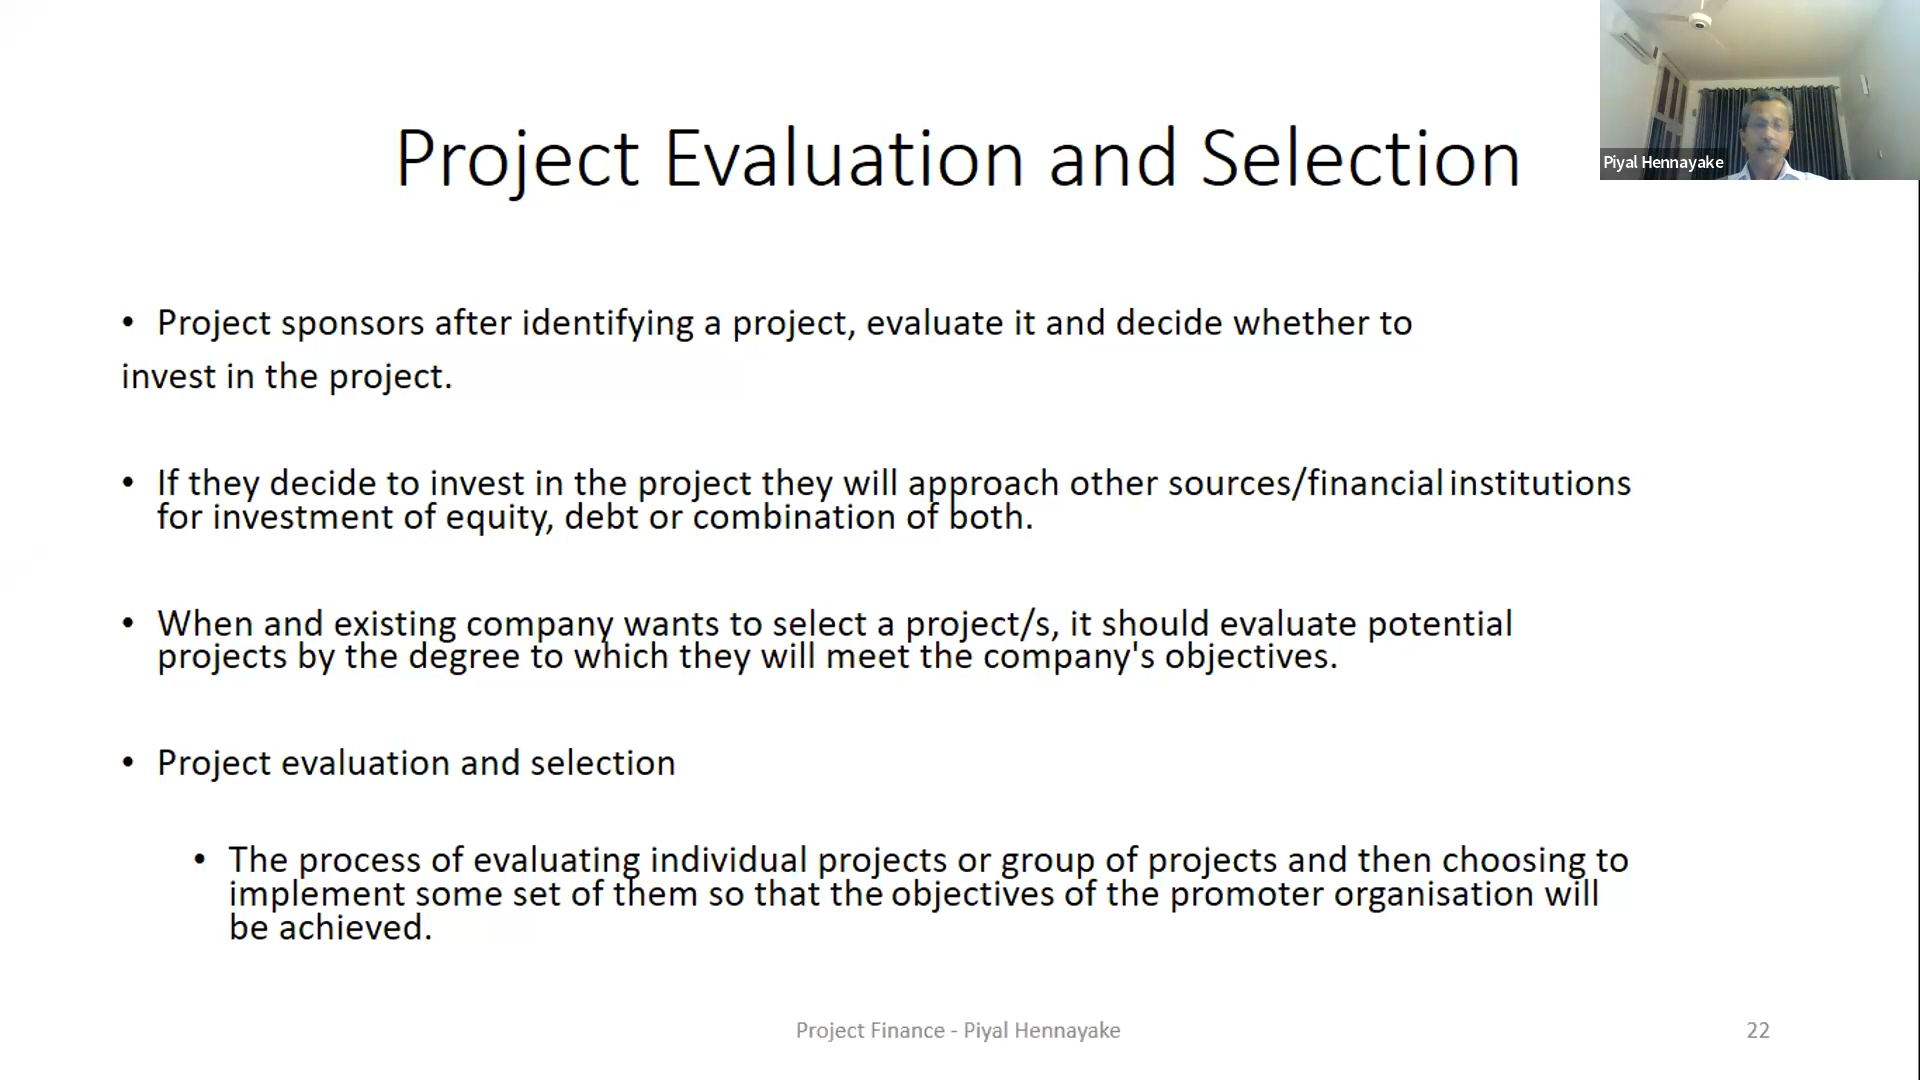 Project Evaluation and Selection
Piyal Hennayake
• Project sponsors after identifying a project, evaluate it and decide whether to
invest in the project.
• If they decide to invest in the project they will approach other sources/financial institutions
for investment of equity, debt or combination of both.
• When and existing company wants to select a project/s, it should evaluate potential
projects by the degree to which they will meet the company's objectives.
• Project evaluation and selection
• The process of evaluating individual projects or group of projects and then choosing to
implement some set of them so that the objectives of the promoter organisation will
be achieved.
Project Finance - Piyal Hennayake
22